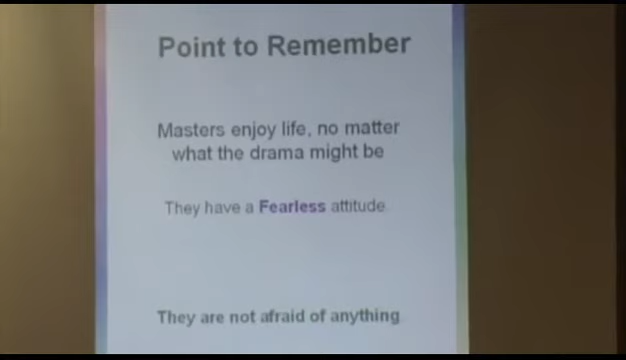 Point to Remember
Masters enjoy life, no matter
what the drama might be
They have a Fearless attitude
They are not afraid of anything